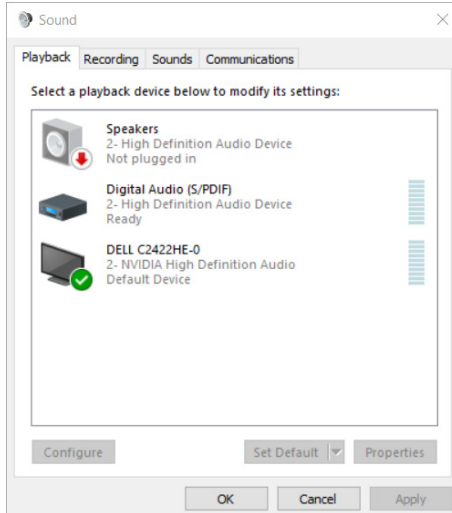 Sound
Playback Recording Sounds Communications
Select a playback device below to modify its settings:
Speakers
2- High Definition Audio Device
Not plugged in
Digital Audio (S/PDIF)
2- High Definition Audio Device
Ready
DELL C2422HE-0
2- NVIDIA High Definition Audio
Default Device
Configure Set Default Properties
OK Cancel Apply